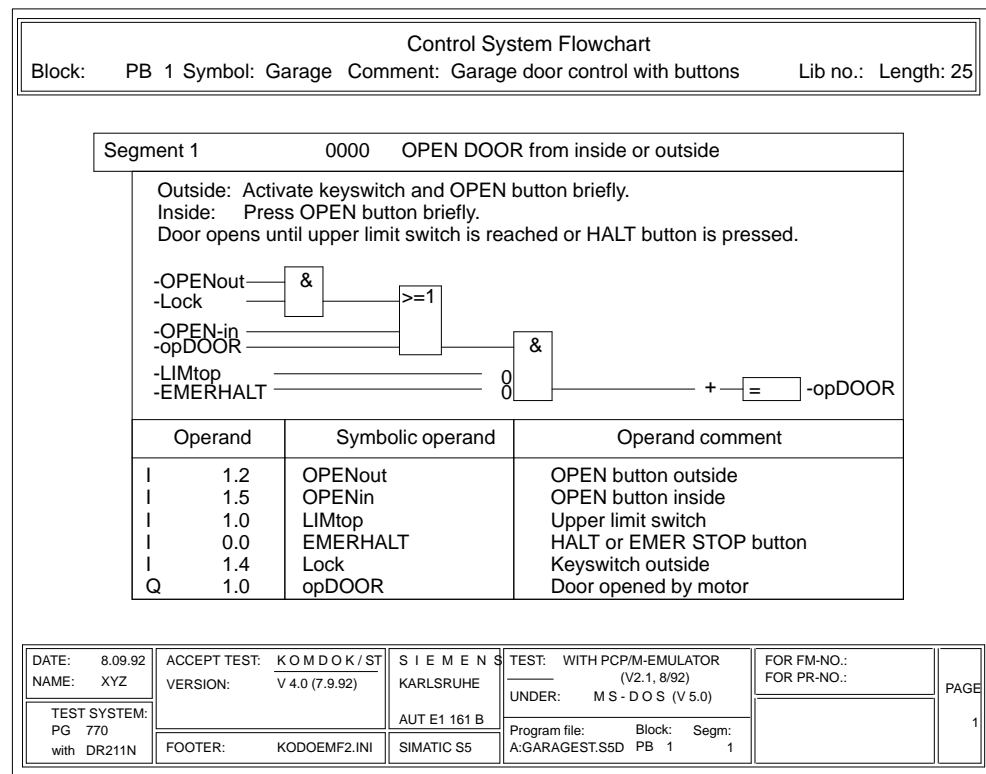 Control System Flowchart
Block: PB 1 Symbol: Garage Comment: Garage door control with buttons Lib no.: Length: 25
Segment 1 0000 OPEN DOOR from inside or outside
Outside: Activate keyswitch and OPEN button briefly.
Inside: Press OPEN button briefly.
Door opens until upper limit switch is reached or HALT button is pressed.
-OPENout &
-Lock >=1
-OPEN-in
-opDOOR &
-LIMtop 0
-EMERHALT 0 + = -opDOOR
Operand Symbolic operand Operand comment
I 1.2 OPENout OPEN button outside
I 1.5 OPENin OPEN button inside
I 1.0 LIMtop Upper limit switch
I 0.0 EMERHALT HALT or EMER STOP button
I 1.4 Lock Keyswitch outside
Q 1.0 opDOOR Door opened by motor
DATE: 8.09.92
NAME: XYZ
TEST SYSTEM:
PG 770
with DR211N
ACCEPT TEST: K O M D O K / ST
VERSION: V 4.0 (7.9.92)
FOOTER: KODOEMF2.INI
S I E M E N S
KARLSRUHE
AUT E1 161 B
SIMATIC S5
TEST: WITH PCP/M-EMULATOR
(V2.1, 8/92)
UNDER: M S - D O S (V 5.0)
Program file: Block: Segm:
A:GARAGEST.S5D PB 1 1
FOR FM-NO.:
FOR PR-NO.:
PAGE
1